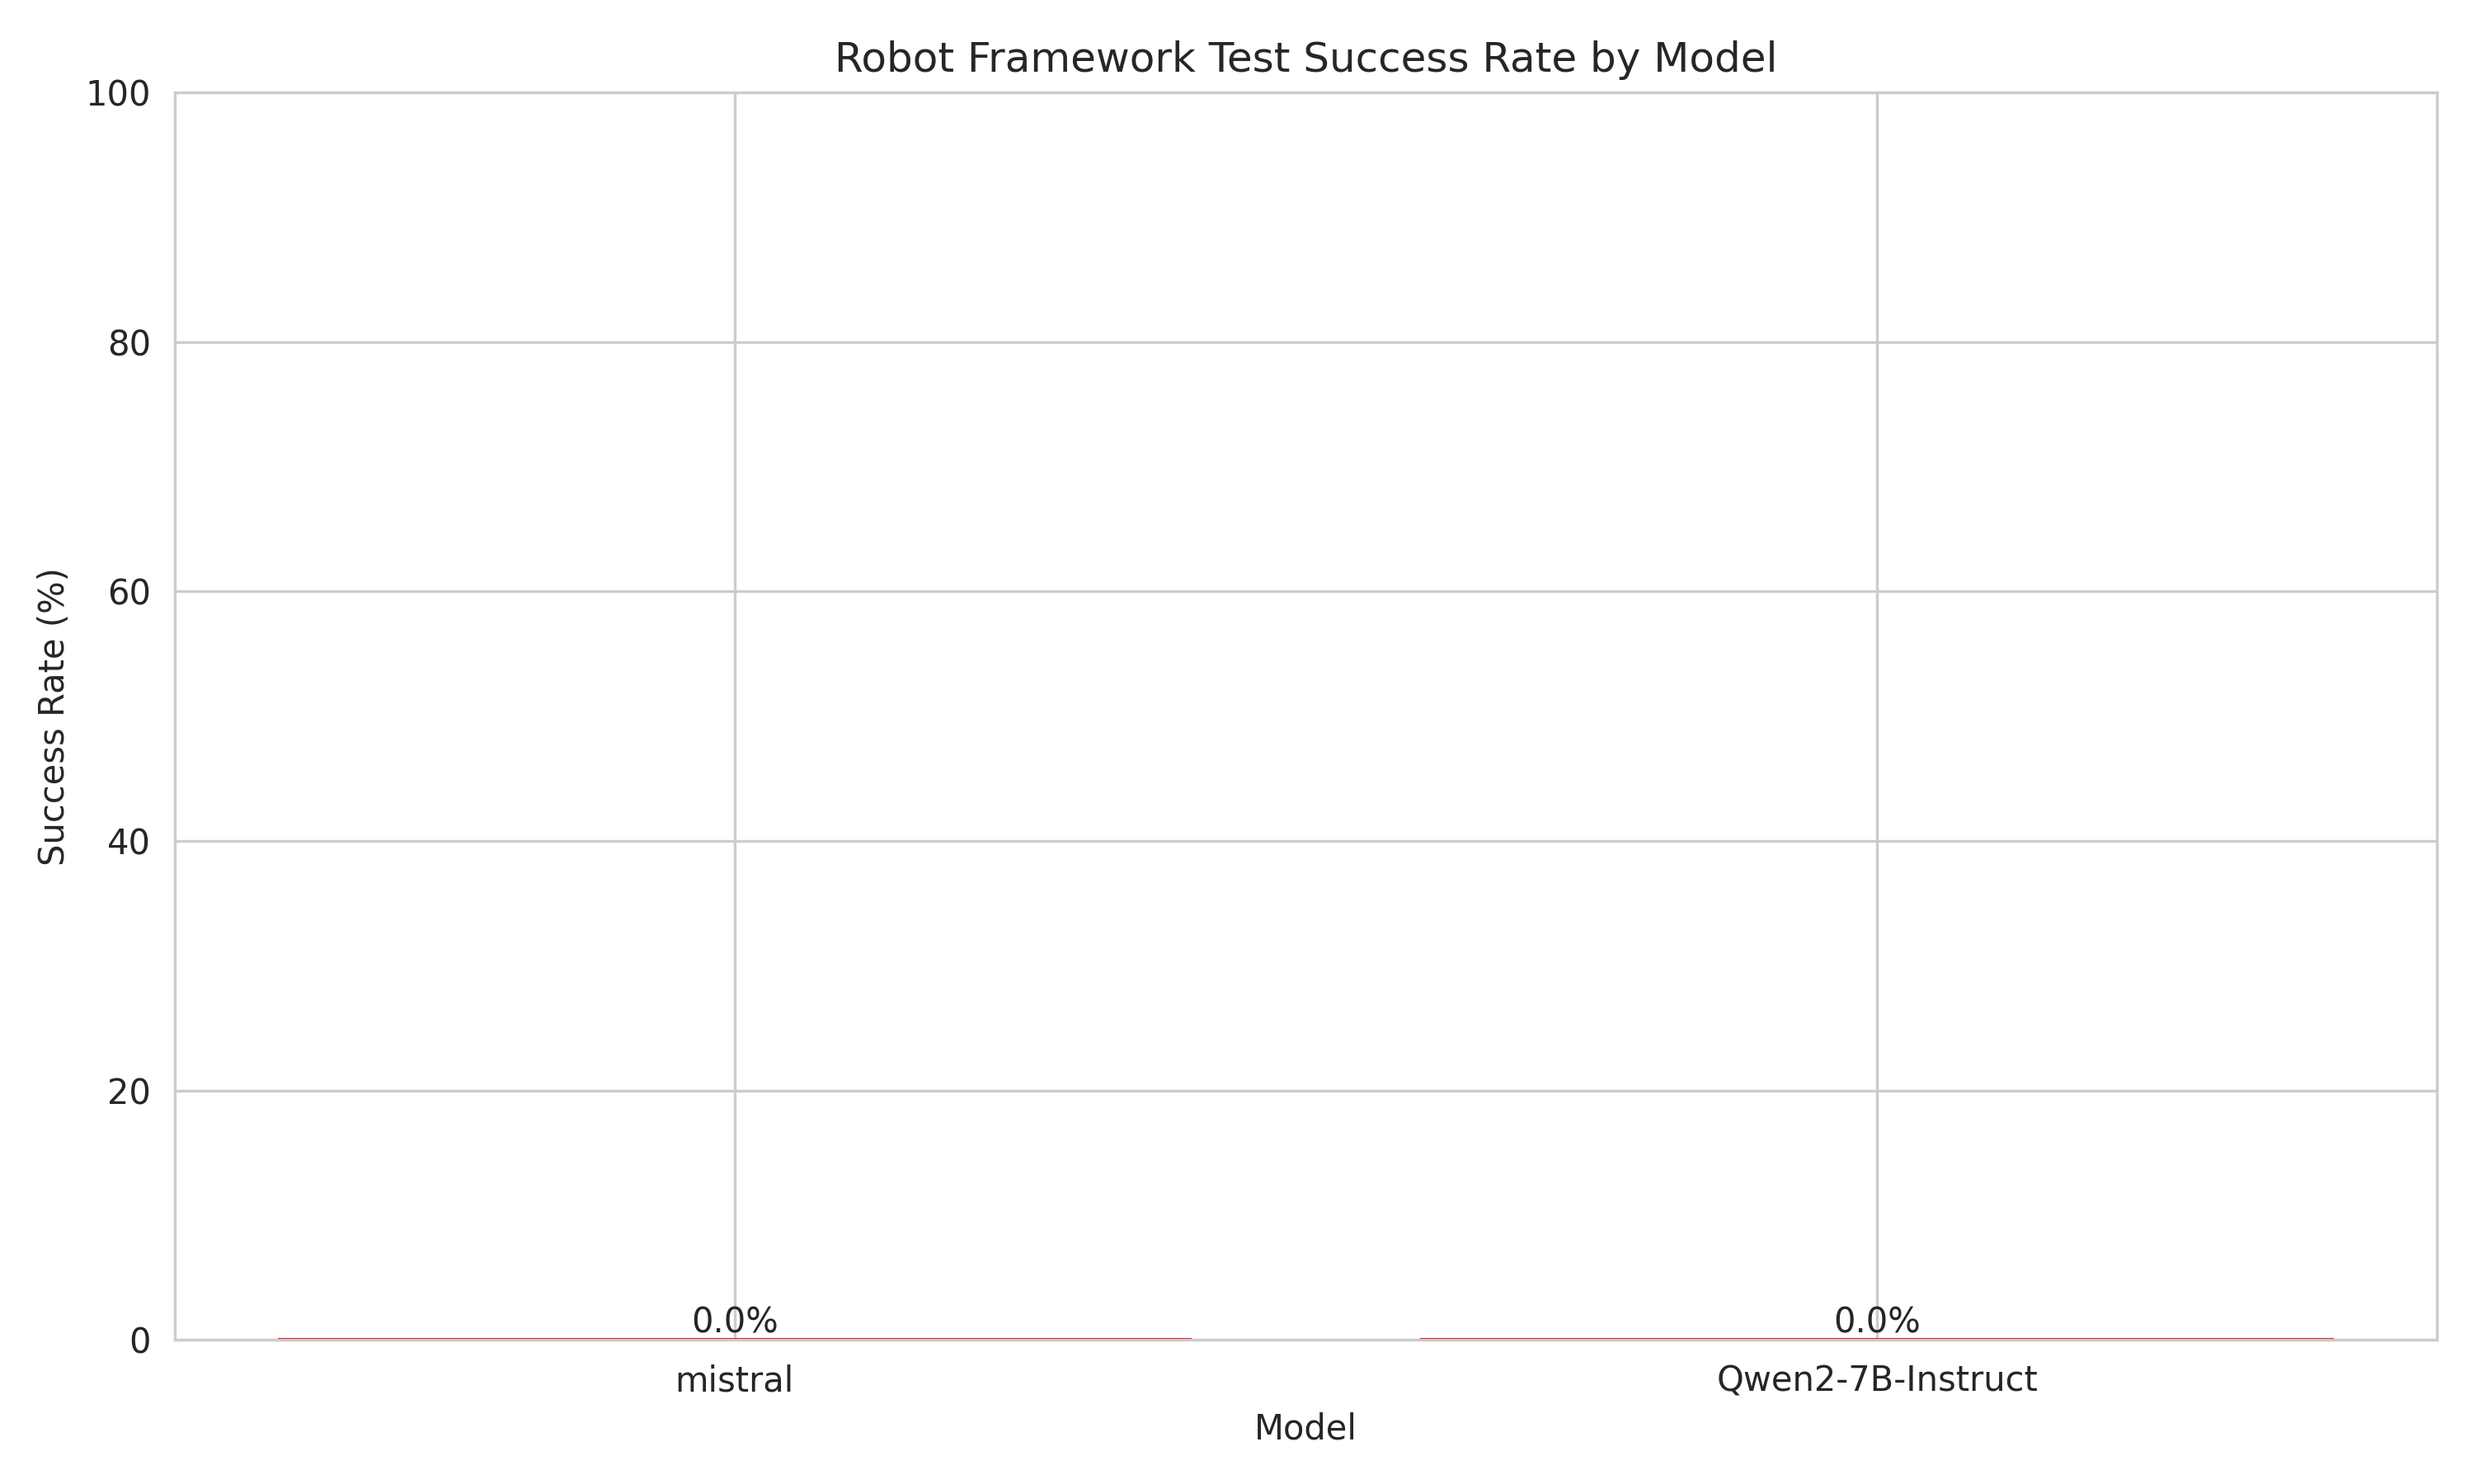 Robot Framework Test Success Rate by Model
100
80
60
40
20
0
Success Rate (%)
0.0%
0.0%
mistral
Qwen2-7B-Instruct
Model